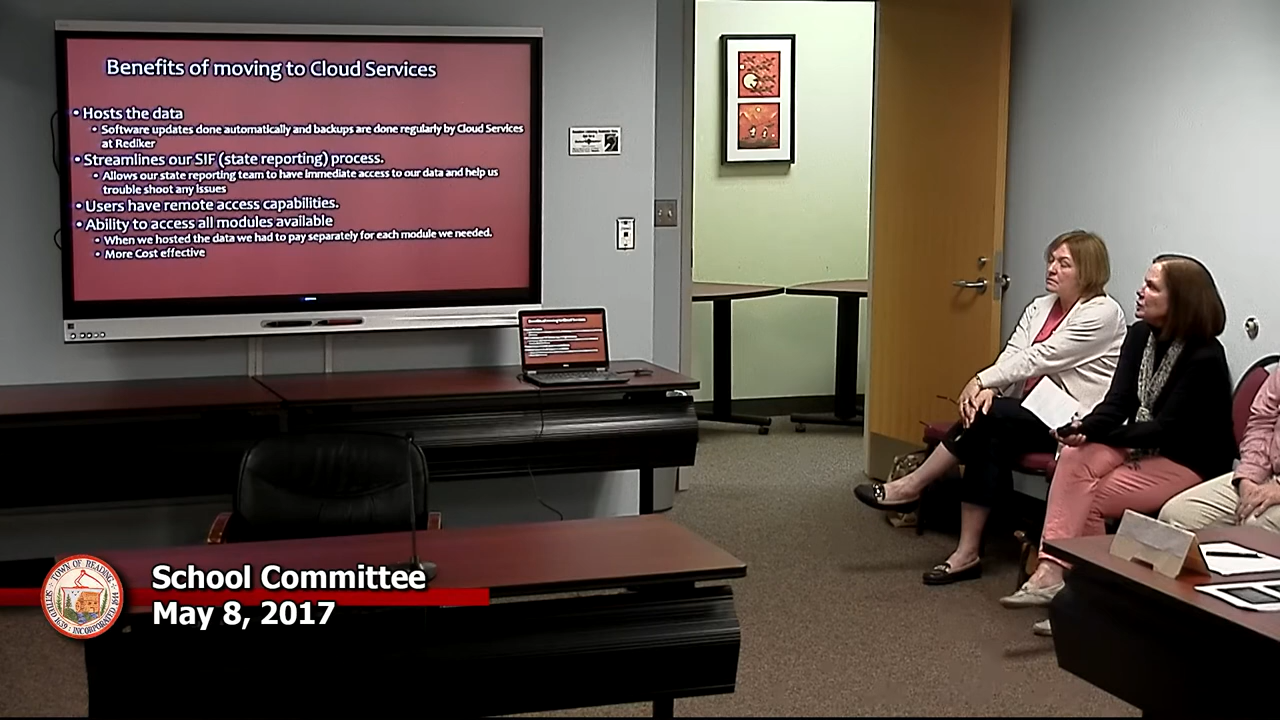 Benefits of moving to Cloud Services
• Hosts the data
• Software updates done automatically and backups are done regularly by Cloud Services
at Rediker
• Streamlines our SIF (state reporting) process.
• Allows our state reporting team to have immediate access to our data and help us
trouble shoot any issues
• Users have remote access capabilities.
• Ability to access all modules available
• When we hosted the data we had to pay separately for each module we needed.
• More Cost effective
TOWN OF READING
School Committee
May 8, 2017